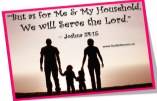 "But as for Me & My Household,
We will Serve the Lord."
~ Joshua 24:15